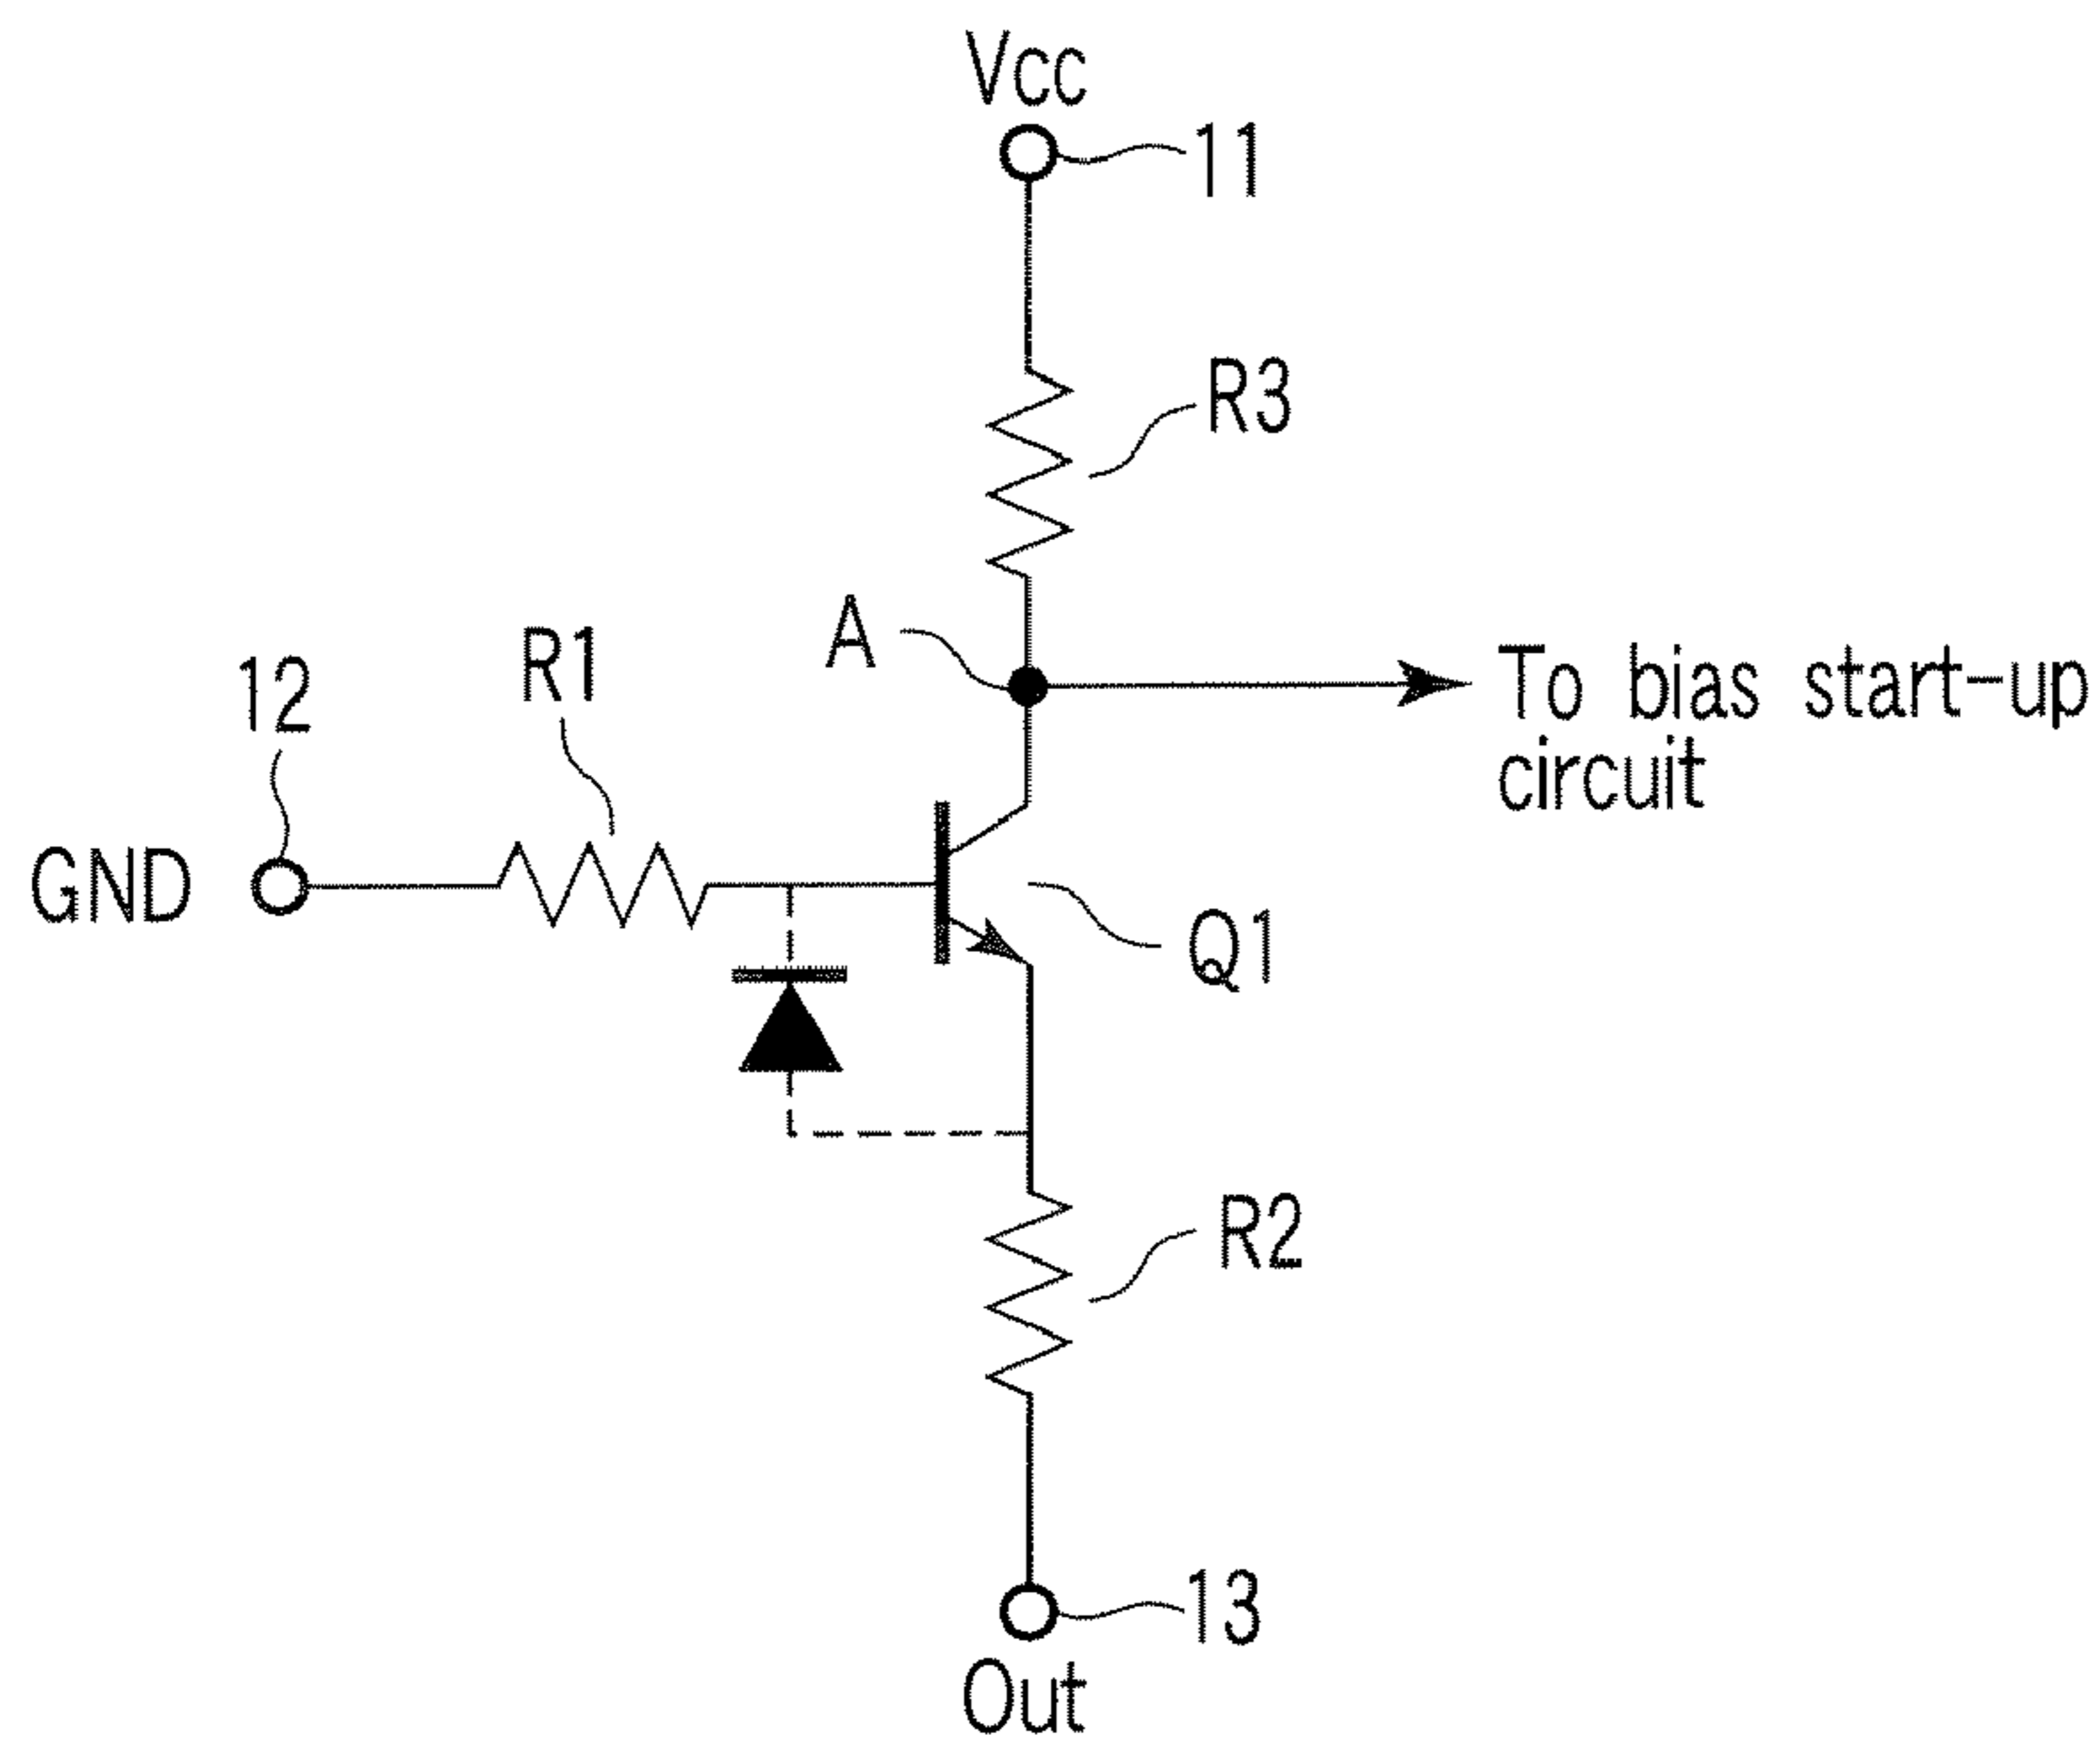 Vcc
11
R3
A
R1
12
To bias start-up
circuit
GND
Q1
R2
13
Out